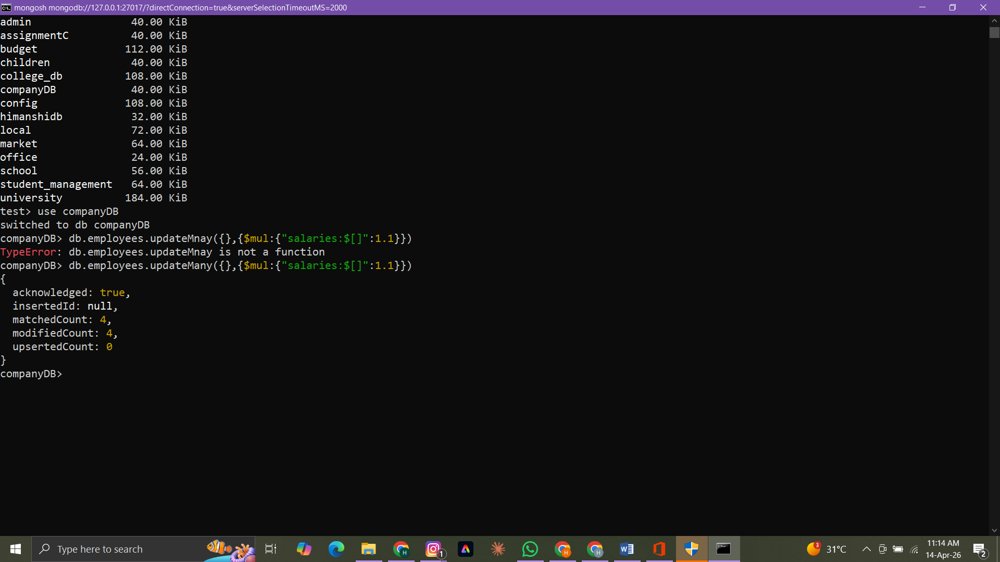 mongosh mongodb://127.0.0.1:27017/?directConnection=true&serverSelectionTimeoutMS=2000
admin 40.00 KiB
assignmentC 40.00 KiB
budget 112.00 KiB
children 40.00 KiB
college_db 108.00 KiB
companyDB 40.00 KiB
config 108.00 KiB
himanshidb 32.00 KiB
local 72.00 KiB
market 64.00 KiB
office 24.00 KiB
school 56.00 KiB
student_management 64.00 KiB
university 184.00 KiB
test> use companyDB
switched to db companyDB
companyDB> db.employees.updateMnay({},{$mul:{"salaries:$[]":1.1}})
TypeError: db.employees.updateMnay is not a function
companyDB> db.employees.updateMany({},{$mul:{"salaries:$[]":1.1}})
{
  acknowledged: true,
  insertedId: null,
  matchedCount: 4,
  modifiedCount: 4,
  upsertedCount: 0
}
companyDB>
Type here to search
H
1
H
H
W
3
31°C
11:14 AM
14-Apr-26
2